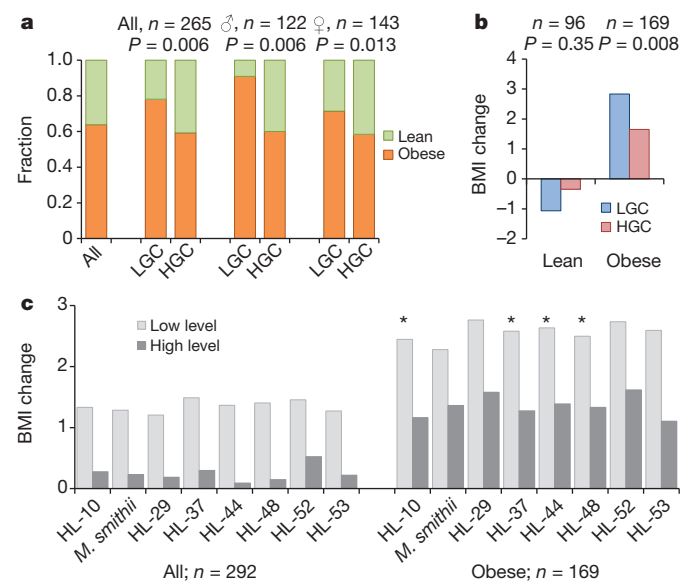 a
All, n = 265 ♂, n = 122 ♀, n = 143
P = 0.006 P = 0.006 P = 0.013
1.0
0.8
0.6
0.4
0.2
0
Fraction
Lean
Obese
All
LGC
HGC
LGC
HGC
LGC
HGC
b
n = 96 n = 169
P = 0.35 P = 0.008
4
3
2
1
0
−1
−2
BMI change
LGC
HGC
Lean Obese
c
3
2
1
0
BMI change
Low level
High level
* * * *
HL-10
M. smithii
HL-29
HL-37
HL-44
HL-48
HL-52
HL-53
HL-10
M. smithii
HL-29
HL-37
HL-44
HL-48
HL-52
HL-53
All; n = 292
Obese; n = 169